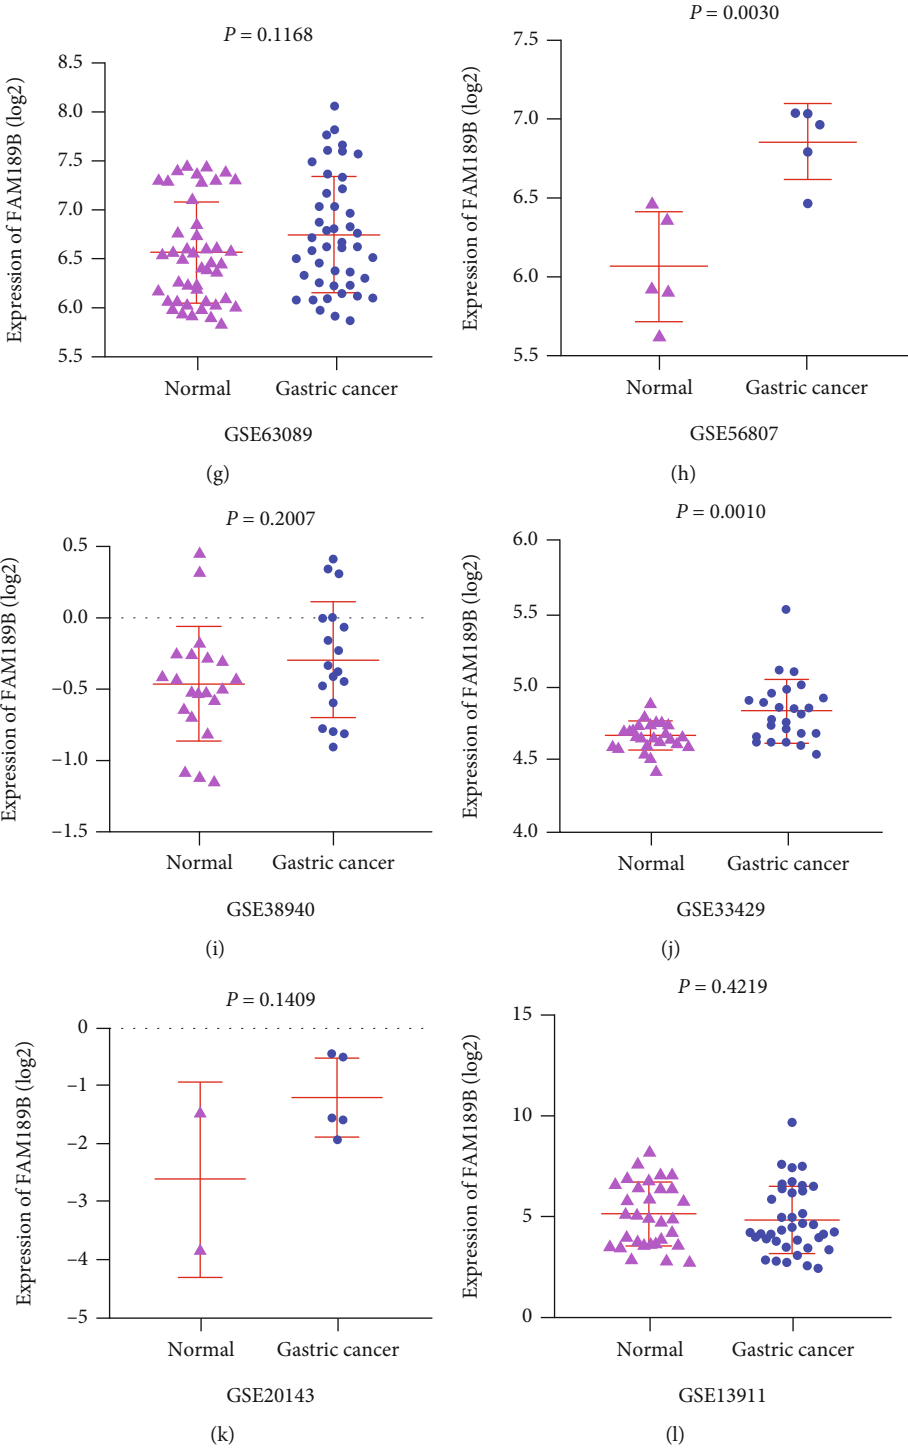 P = 0.1168
Expression of FAM189B (log2)
8.5
8.0
7.5
7.0
6.5
6.0
5.5
Normal
Gastric cancer
GSE63089
(g)
P = 0.0030
Expression of FAM189B (log2)
7.5
7.0
6.5
6.0
5.5
Normal
Gastric cancer
GSE56807
(h)
P = 0.2007
Expression of FAM189B (log2)
0.5
0.0
−0.5
−1.0
−1.5
Normal
Gastric cancer
GSE38940
(i)
P = 0.0010
Expression of FAM189B (log2)
6.0
5.5
5.0
4.5
4.0
Normal
Gastric cancer
GSE33429
(j)
P = 0.1409
Expression of FAM189B (log2)
0
−1
−2
−3
−4
−5
Normal
Gastric cancer
GSE20143
(k)
P = 0.4219
Expression of FAM189B (log2)
15
10
5
0
Normal
Gastric cancer
GSE13911
(l)